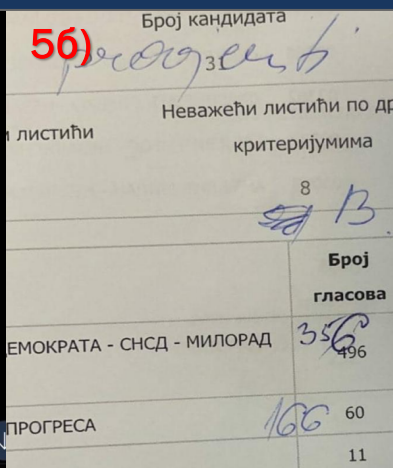 Број кандидата
5б)
3
Неважећи листићи по др
и листићи
критеријумима
8
13
Број
гласова
ЕМОКРАТА - СНСД - МИЛОРАД 356
496
ПРОГРЕСА 166 60
11